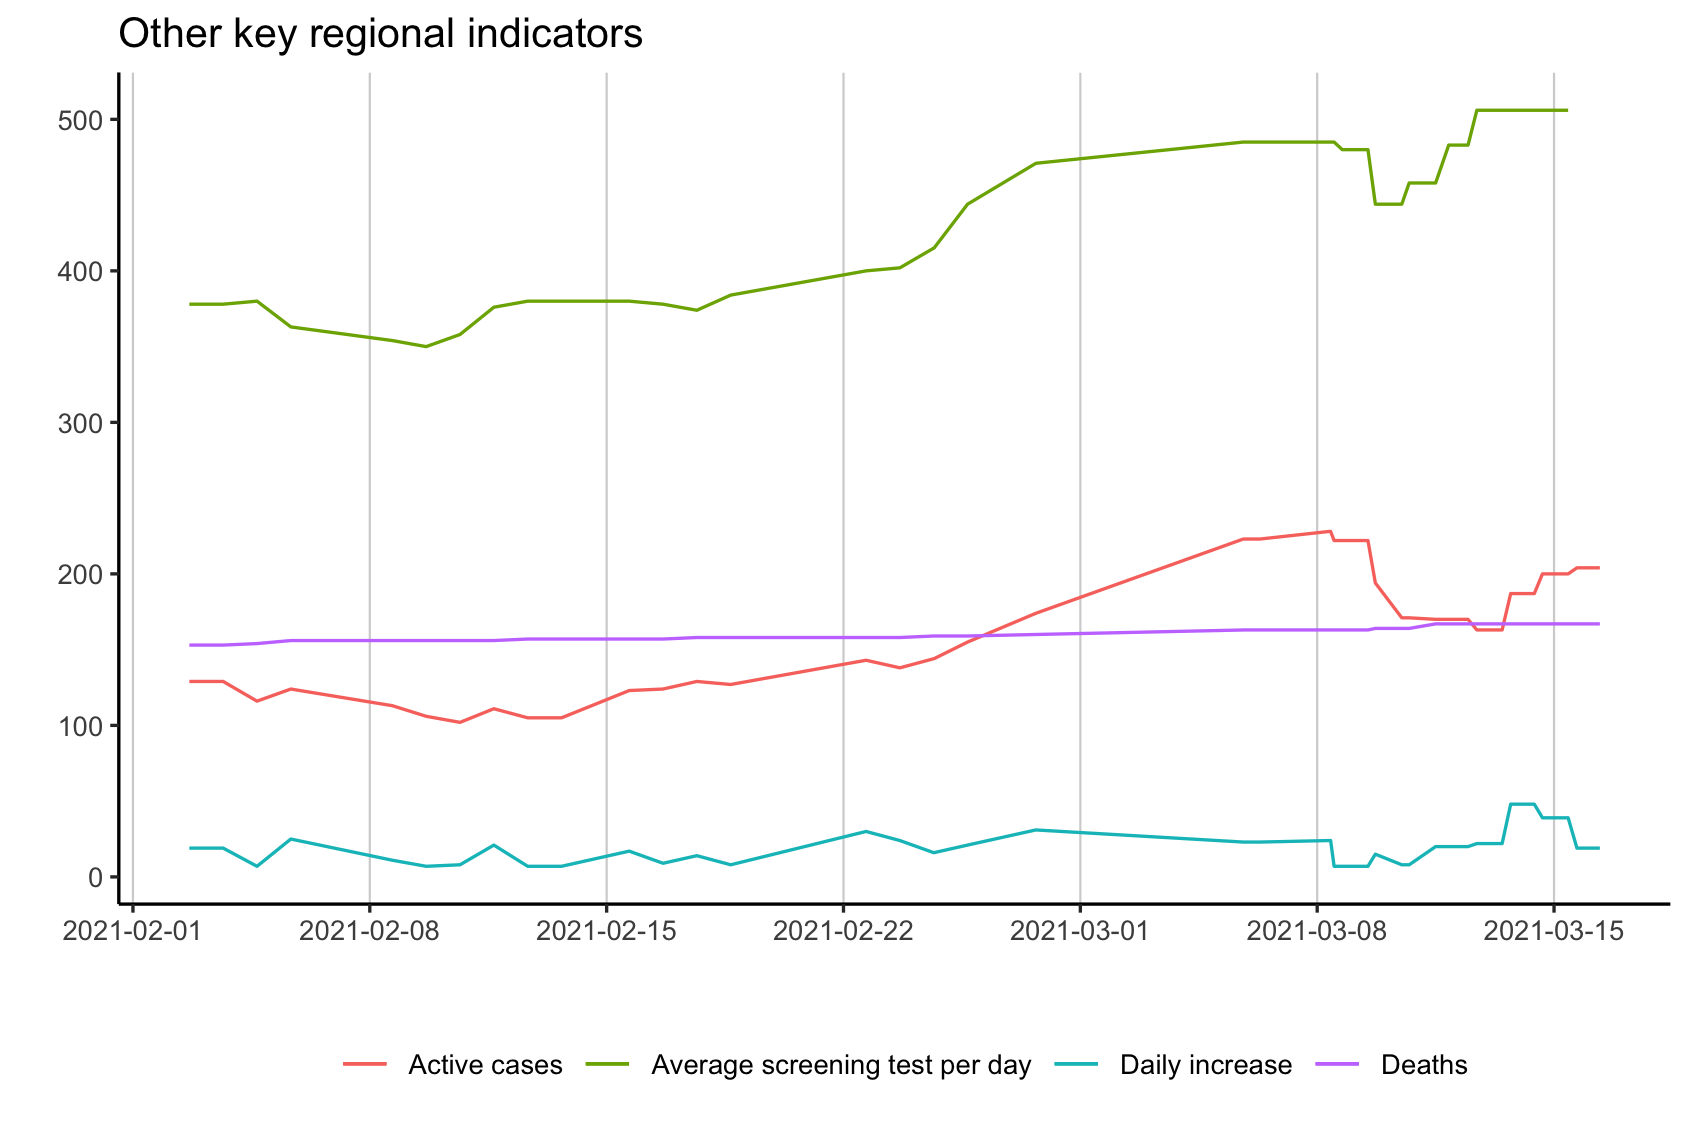 Other key regional indicators
500
400
300
200
100
0
2021-02-01 2021-02-08 2021-02-15 2021-02-22 2021-03-01 2021-03-08 2021-03-15
Active cases Average screening test per day Daily increase Deaths